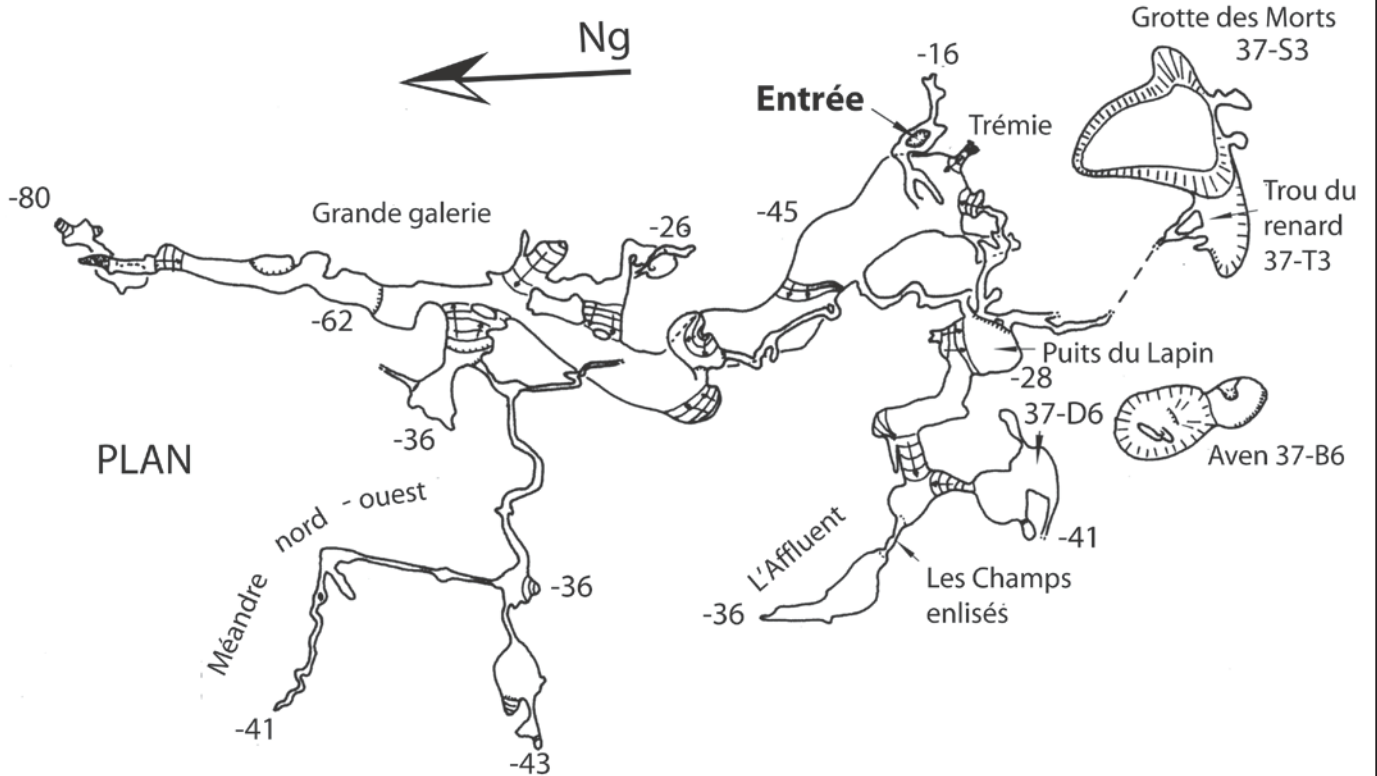 Grotte des Morts
37-S3
Ng
-16
Entrée
Trémie
-80
Grande galerie
-26
-45
Trou du
renard
37-T3
-62
Puits du Lapin
-28
37-D6
-36
Aven 37-B6
PLAN
Méandre nord - ouest
L'Affluent
-41
-36
Les Champs
enlisés
-36
-41
-43